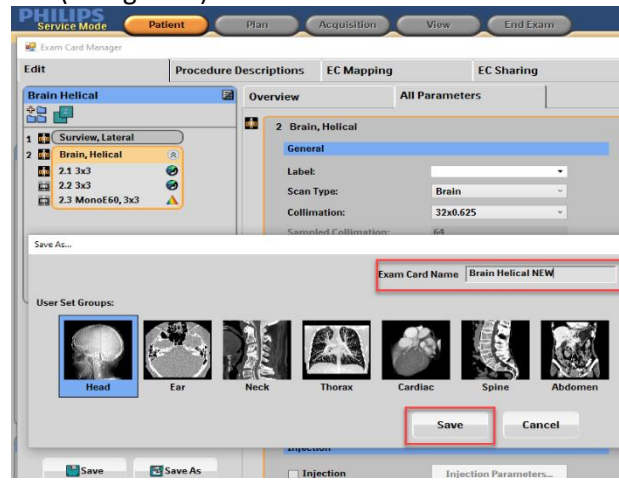 PHILIPS
Service Mode
Patient
Plan
Acquisition
View
End Exam
Exam Card Manager
Edit
Procedure Descriptions
EC Mapping
EC Sharing
Brain Helical
Overview
All Parameters
1 Surview, Lateral
2 Brain, Helical
2.1 3x3
2.2 3x3
2.3 MonoE60, 3x3
2 Brain, Helical
General
Label:
Scan Type: Brain
Collimation: 32x0.625
Sampled Collimation: 64
Save As...
Exam Card Name Brain Helical NEW
User Set Groups:
Head
Ear
Neck
Thorax
Cardiac
Spine
Abdomen
Save
Cancel
Injection
Save
Save As
Injection
Injection Parameters...